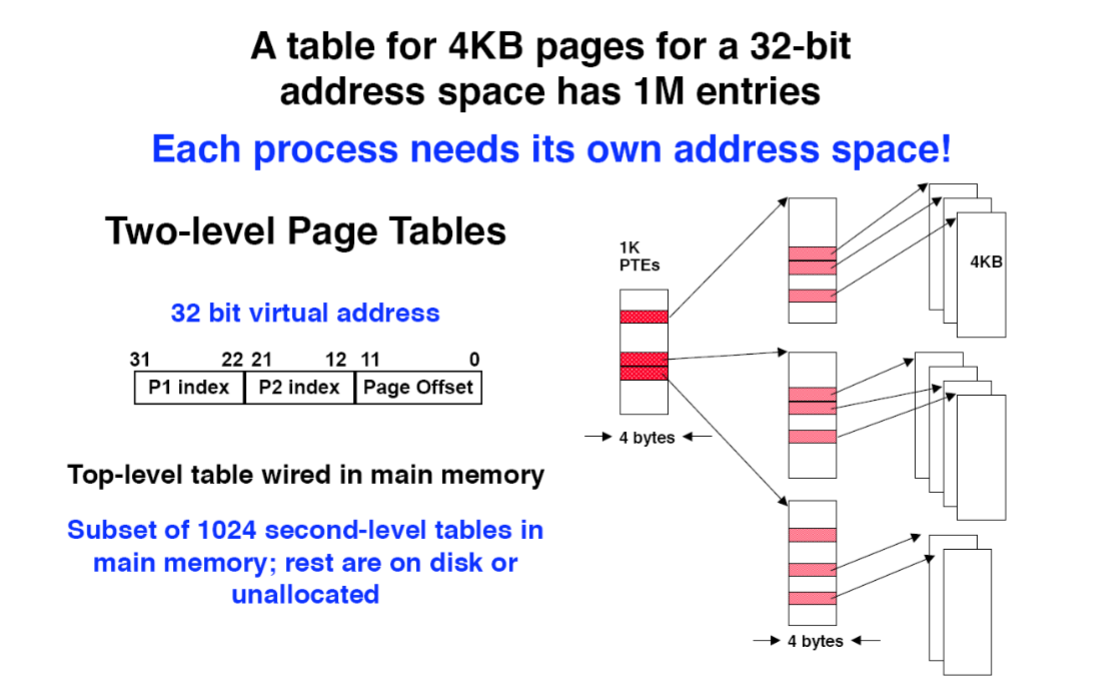 A table for 4KB pages for a 32-bit
address space has 1M entries
Each process needs its own address space!
Two-level Page Tables
32 bit virtual address
31 22 21 12 11 0
P1 index P2 index Page Offset
Top-level table wired in main memory
Subset of 1024 second-level tables in
main memory; rest are on disk or
unallocated
1K
PTEs
4 bytes
4KB
4 bytes